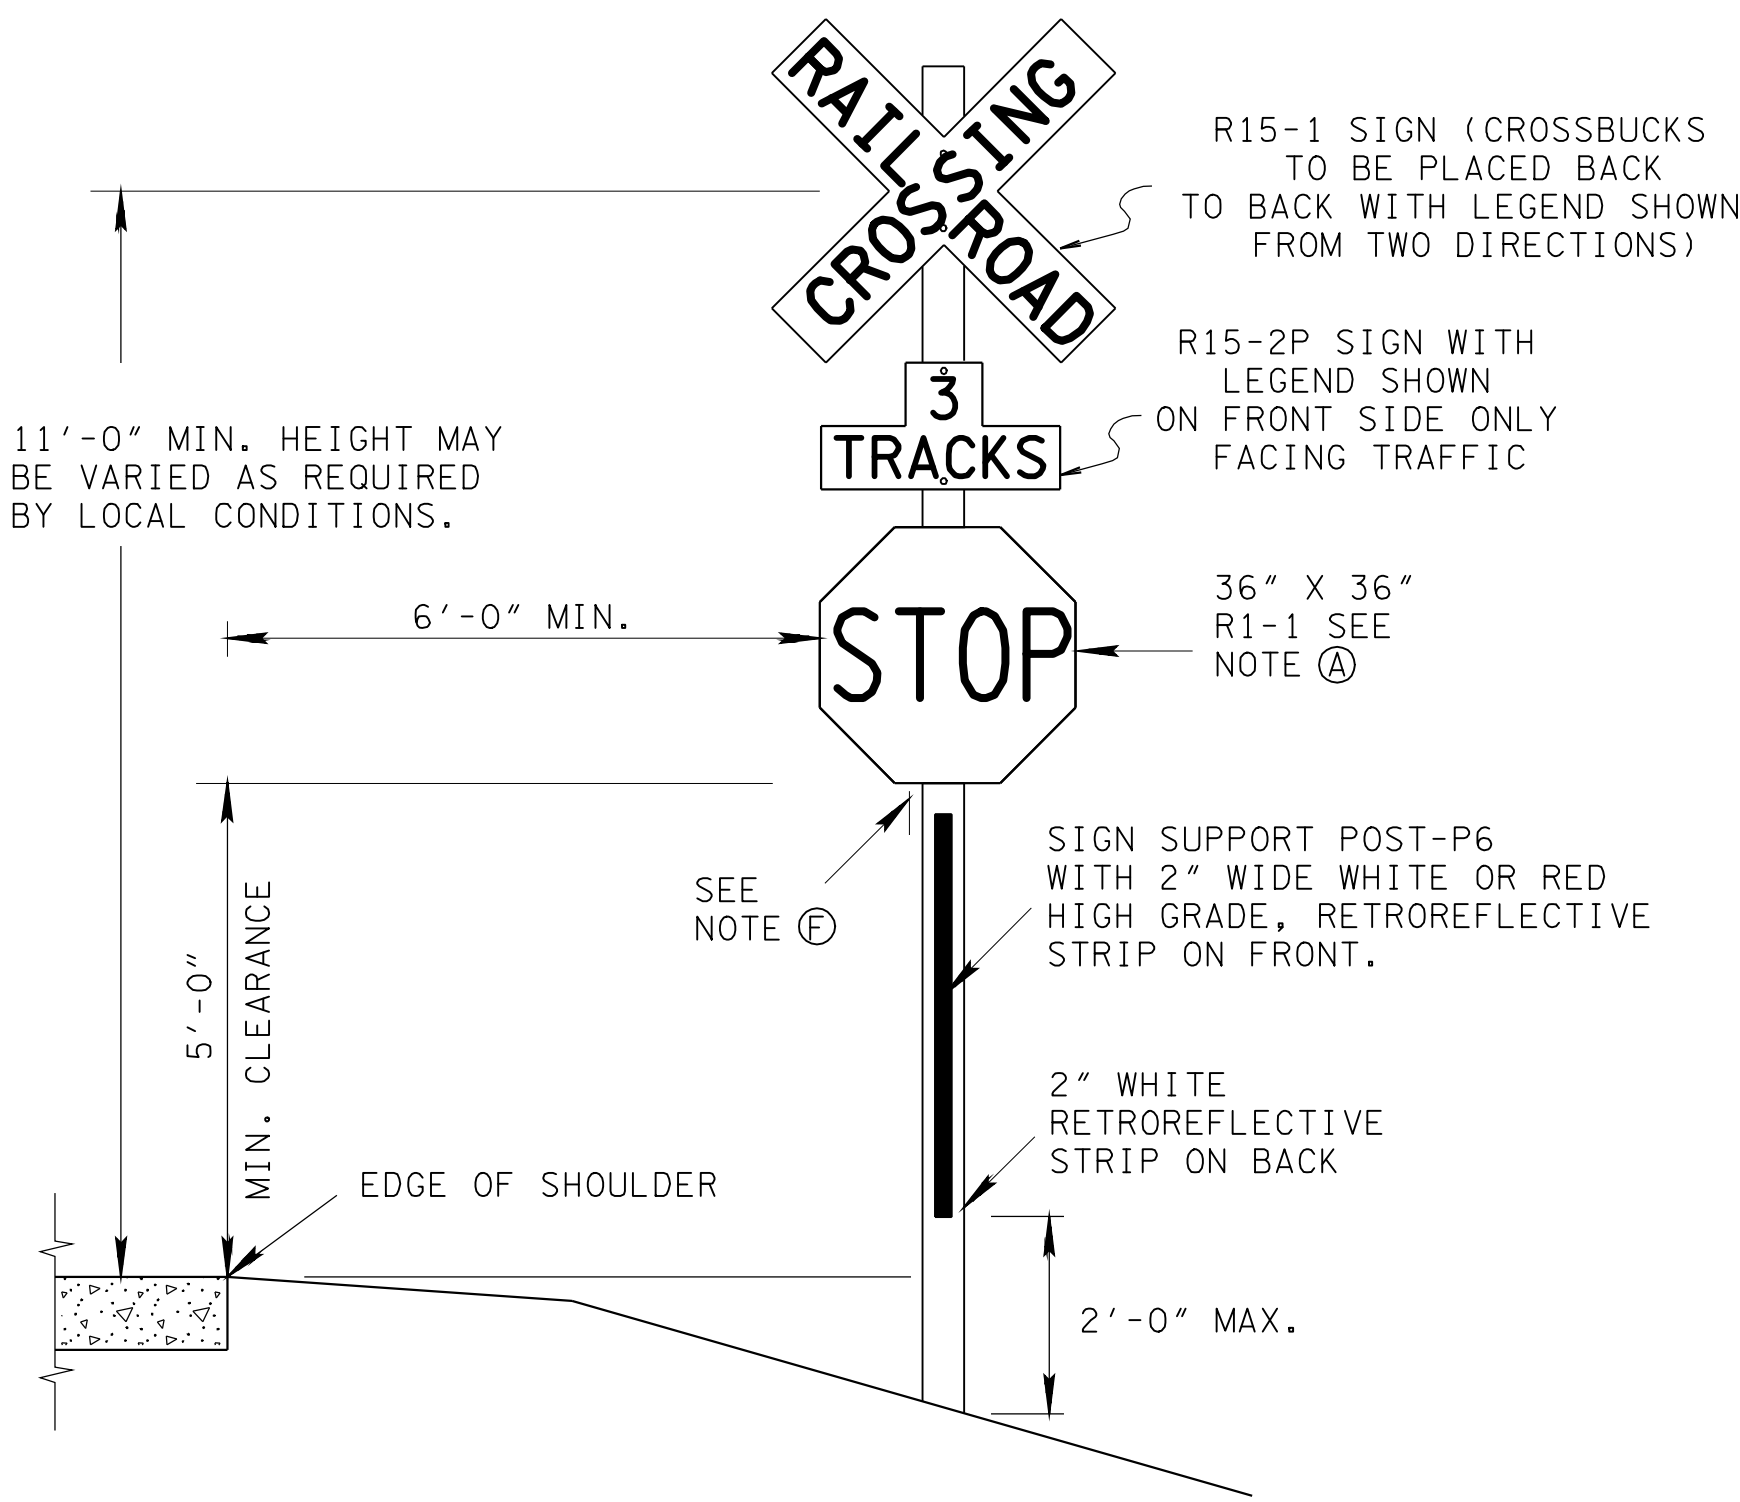 RAILROAD
CROSSING
R15-1 SIGN (CROSSBUCKS
TO BE PLACED BACK
TO BACK WITH LEGEND SHOWN
FROM TWO DIRECTIONS)
3
TRACKS
R15-2P SIGN WITH
LEGEND SHOWN
ON FRONT SIDE ONLY
FACING TRAFFIC
11'-0" MIN. HEIGHT MAY
BE VARIED AS REQUIRED
BY LOCAL CONDITIONS.
6'-0" MIN.
STOP
36" X 36"
R1-1 SEE
NOTE A
SEE
NOTE F
SIGN SUPPORT POST-P6
WITH 2" WIDE WHITE OR RED
HIGH GRADE, RETROREFLECTIVE
STRIP ON FRONT.
5'-0"
MIN. CLEARANCE
2" WHITE
RETROREFLECTIVE
STRIP ON BACK
EDGE OF SHOULDER
2'-0" MAX.